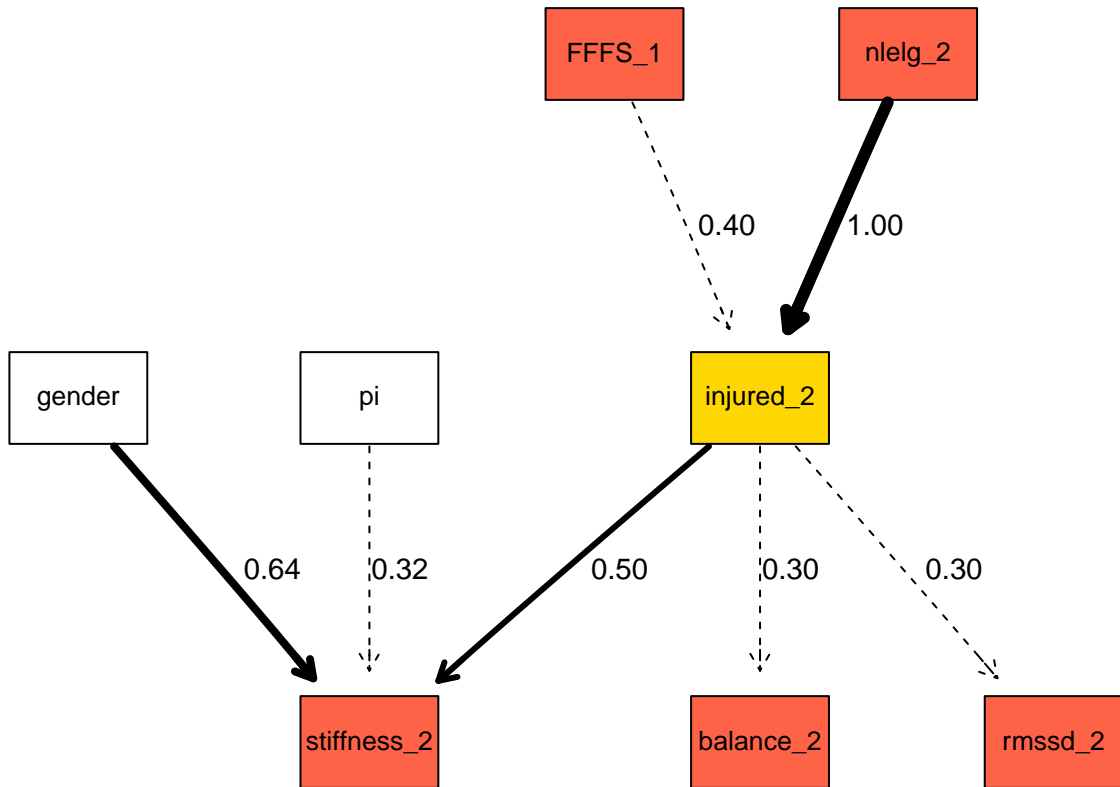 FFFS_1
nlelg_2
0.40
1.00
gender
pi
injured_2
0.64
0.32
0.50
0.30
0.30
stiffness_2
balance_2
rmssd_2